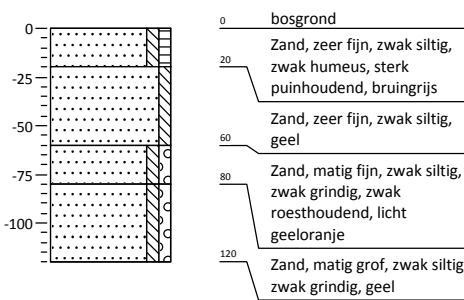 0
-25
-50
-75
-100
0 bosgrond
Zand, zeer fijn, zwak siltig,
20 zwak humeus, sterk
puinhoudend, bruingrijs
Zand, zeer fijn, zwak siltig,
60 geel
Zand, matig fijn, zwak siltig,
80 zwak grindig, zwak
roesthoudend, licht
geeloranje
120 Zand, matig grof, zwak siltig
zwak grindig, geel